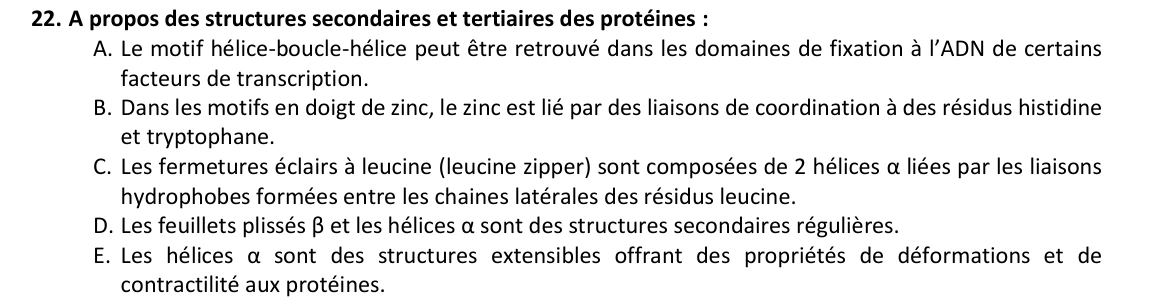 22. A propos des structures secondaires et tertiaires des protéines :
A. Le motif hélice-boucle-hélice peut être retrouvé dans les domaines de fixation à l’ADN de certains
facteurs de transcription.
B. Dans les motifs en doigt de zinc, le zinc est lié par des liaisons de coordination à des résidus histidine
et tryptophane.
C. Les fermetures éclairs à leucine (leucine zipper) sont composées de 2 hélices α liées par les liaisons
hydrophobes formées entre les chaines latérales des résidus leucine.
D. Les feuillets plissés β et les hélices α sont des structures secondaires régulières.
E. Les hélices α sont des structures extensibles offrant des propriétés de déformations et de
contractilité aux protéines.